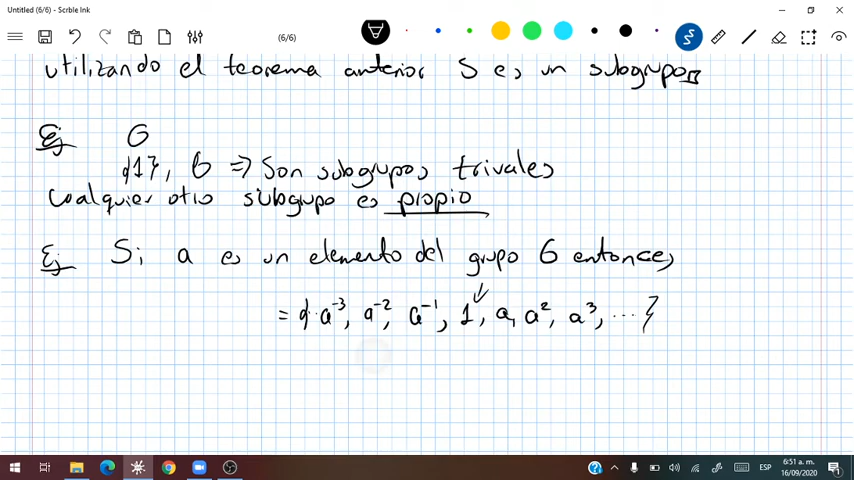 Untitled (6/6) - Scrble Ink
(6/6)
utilizando el teorema anterior S es un subgrupo□
Ej G
{1}, G => Son subgrupos trivales
Cualquier otro subgrupo es propio
Ej Si a es un elemento del grupo G entonces
= {· a⁻³, a⁻², a⁻¹, 1, a, a², a³, ...}
ESP
6:51 a. m.
16/09/2020
1